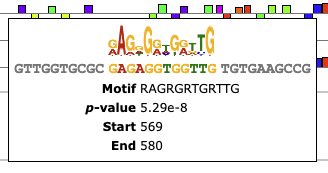 GTTGGTGCGC GAGAGGTGGTTG TGTGAAGCCG
Motif RAGRGRTGRTTG
p-value 5.29e-8
Start 569
End 580